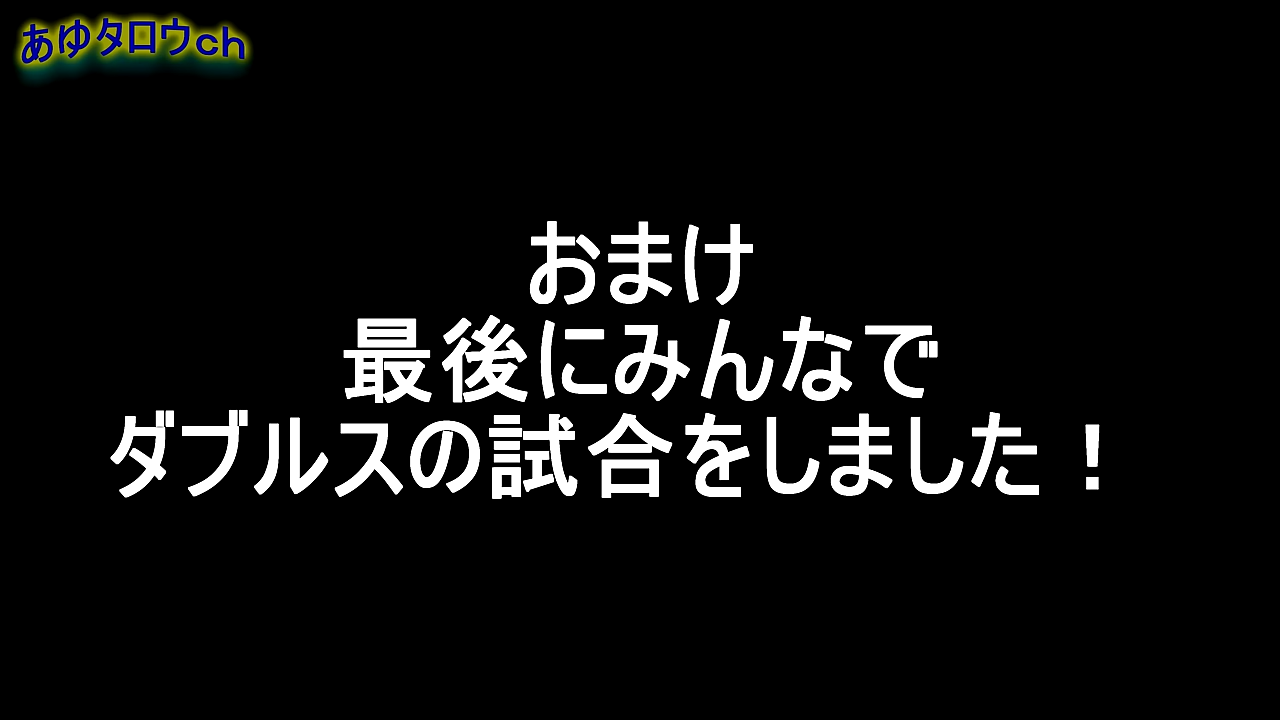 あゆタロウch
おまけ
最後にみんなで
ダブルスの試合をしました！